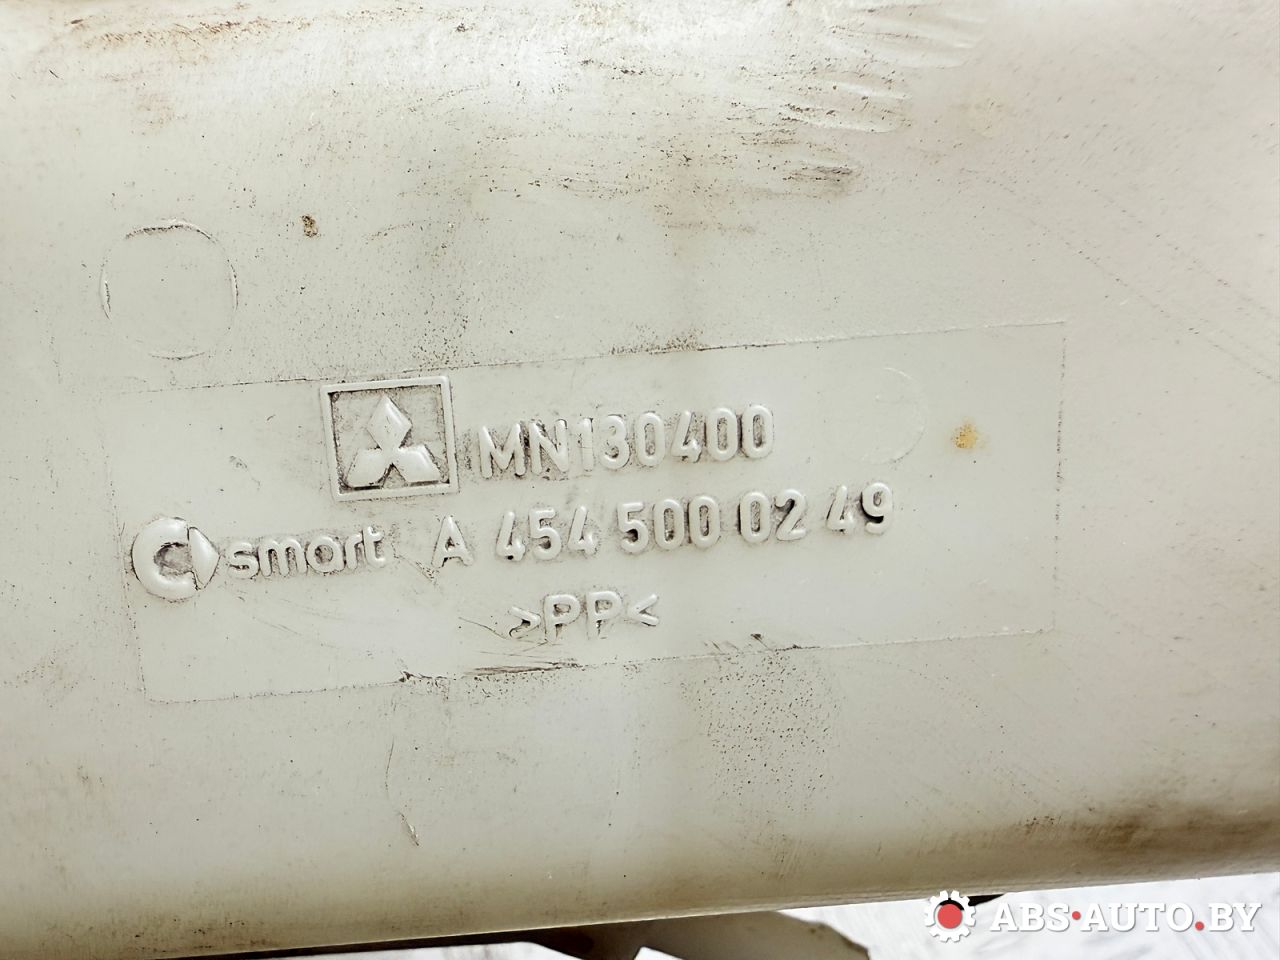 MN130400
smart A 454 500 02 49
>PP<
ABS-AUTO.BY